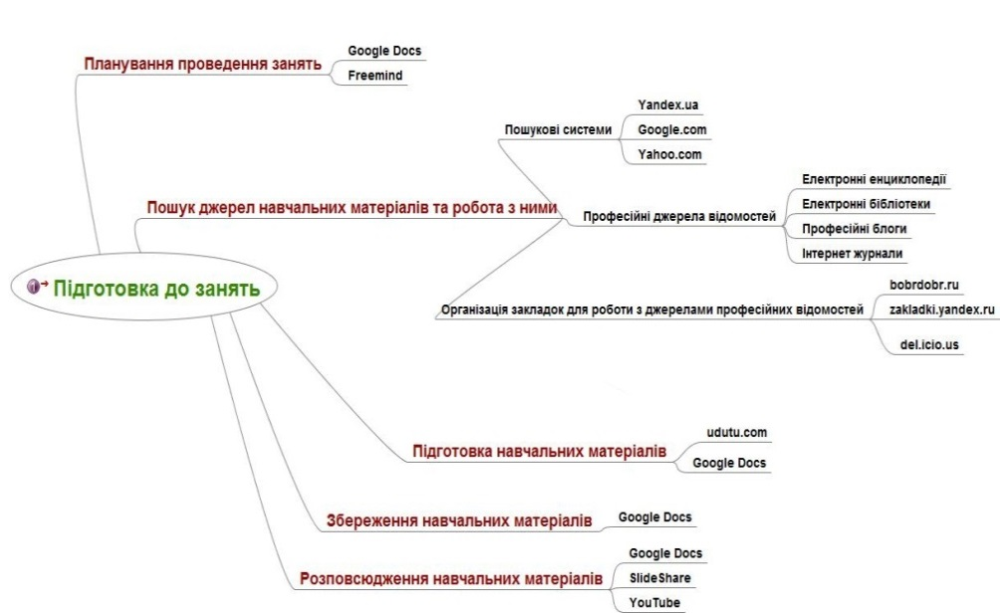 Google Docs
Планування проведення занять
Freemind
Yandex.ua
Пошукові системи
Google.com
Yahoo.com
Електронні енциклопедії
Пошук джерел навчальних матеріалів та робота з ними
Електронні бібліотеки
Професійні джерела відомостей
Професійні блоги
Інтернет журнали
Підготовка до занять
bobrdobr.ru
Організація закладок для роботи з джерелами професійних відомостей
zakladki.yandex.ru
del.icio.us
udutu.com
Підготовка навчальних матеріалів
Google Docs
Збереження навчальних матеріалів
Google Docs
Google Docs
Розповсюдження навчальних матеріалів
SlideShare
YouTube